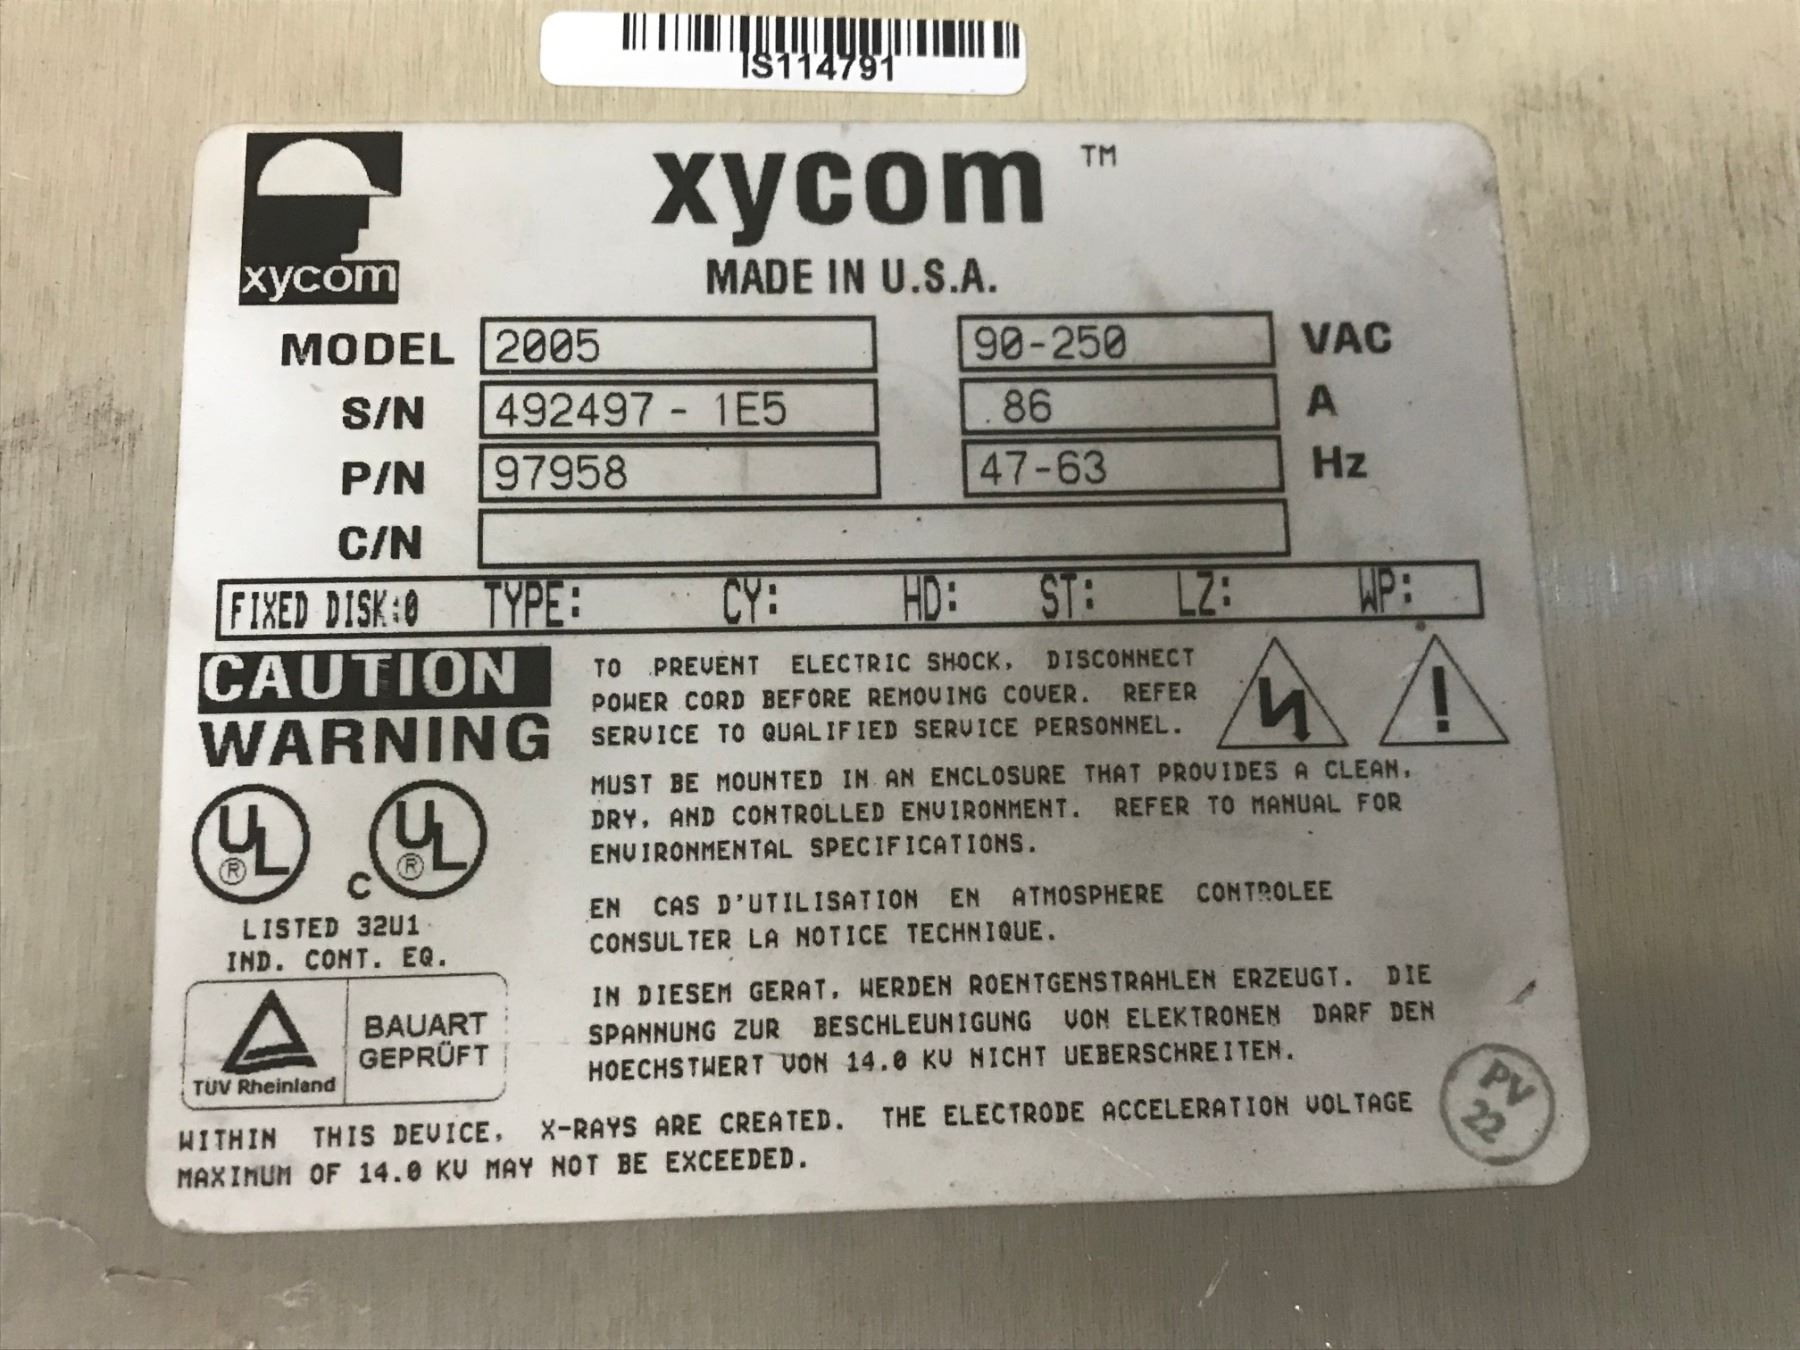 IS114791
xycom
xycom ™
MADE IN U.S.A.
MODEL 2005 90-250 VAC
S/N 492497 - 1E5 .86 A
P/N 97958 47-63 Hz
C/N
FIXED DISK:0 TYPE: CY: HD: ST: LZ: WP:
CAUTION
WARNING
TO PREVENT ELECTRIC SHOCK, DISCONNECT
POWER CORD BEFORE REMOVING COVER. REFER
SERVICE TO QUALIFIED SERVICE PERSONNEL.
MUST BE MOUNTED IN AN ENCLOSURE THAT PROVIDES A CLEAN,
DRY, AND CONTROLLED ENVIRONMENT. REFER TO MANUAL FOR
ENVIRONMENTAL SPECIFICATIONS.
UL ®
C UL ®
LISTED 32U1
IND. CONT. EQ.
EN CAS D'UTILISATION EN ATMOSPHERE CONTROLEE
CONSULTER LA NOTICE TECHNIQUE.
TÜV Rheinland
BAUART
GEPRÜFT
IN DIESEM GERAT, WERDEN ROENTGENSTRAHLEN ERZEUGT. DIE
SPANNUNG ZUR BESCHLEUNIGUNG VON ELEKTRONEN DARF DEN
HOECHSTWERT VON 14.0 KV NICHT UEBERSCHREITEN.
WITHIN THIS DEVICE, X-RAYS ARE CREATED. THE ELECTRODE ACCELERATION VOLTAGE
MAXIMUM OF 14.0 KV MAY NOT BE EXCEEDED.
PV
22